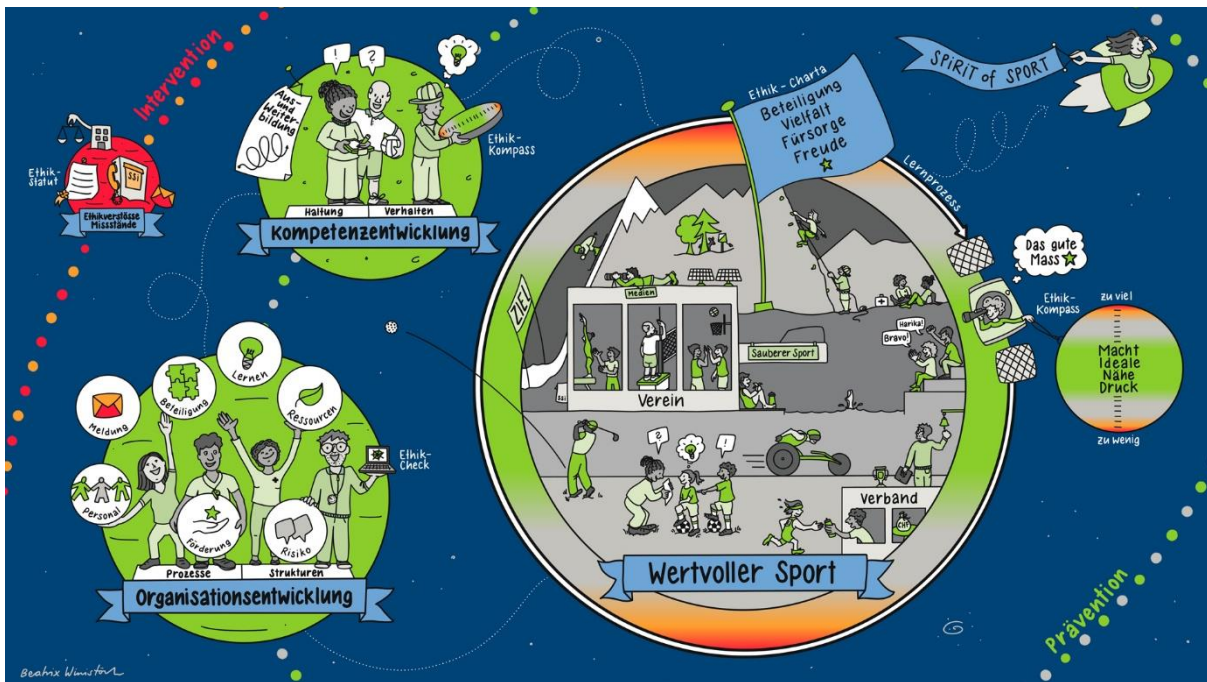 Intervention
Ethik-
Statut
SSI
Ethikverstösse
Missstände
!
?
Aus-
und
Weiter-
bildung
Ethik-
Kompass
Haltung
Verhalten
Kompetenzentwicklung
Meldung
Beteiligung
Lernen
Ressourcen
Ethik-
Check
Personal
Förderung
Risiko
Prozesse
Strukturen
Organisationsentwicklung
Ethik-Charta
Beteiligung
Vielfalt
Fürsorge
Freude
Lernprozess
SPiRiT of SPORT
Das gute
Mass
Ethik-
Kompass
zu viel
Macht
Ideale
Nähe
Druck
zu wenig
ZIEL
Medien
Verein
Sauberer Sport
Harika!
Bravo!
?
!
Verband
CHF
Wertvoller Sport
Prävention
Beatrix Winistörfer